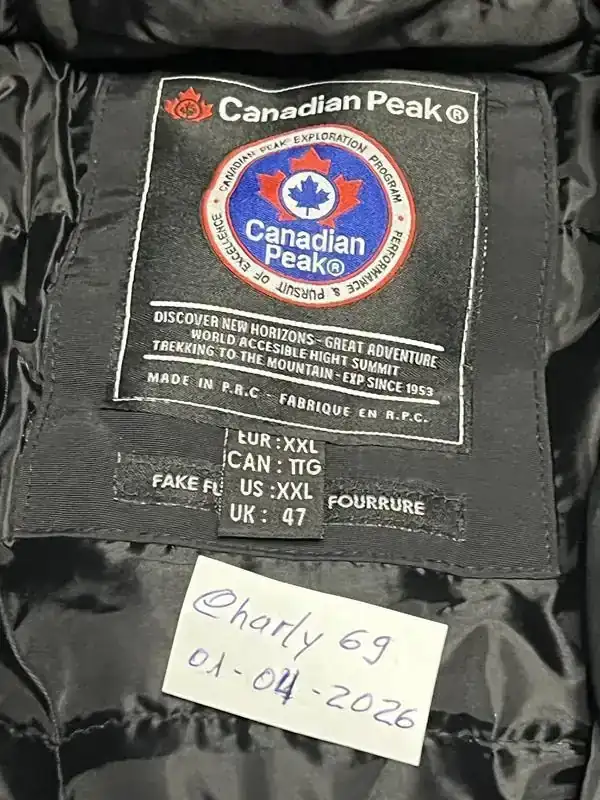 Canadian Peak®
CANADIAN PEAK EXPLORATION PROGRAM
PERFORMANCE & PURSUIT OF EXCELLENCE
Canadian
Peak®
DISCOVER NEW HORIZONS - GREAT ADVENTURE
WORLD ACCESIBLE HIGHT SUMMIT
TREKKING TO THE MOUNTAIN - EXP SINCE 1953
MADE IN P.R.C - FABRIQUE EN R.P.C.
EUR : XXL
CAN : TTG
US : XXL
UK : 47
FAKE FOURRURE
Charly 69
01-04-2026